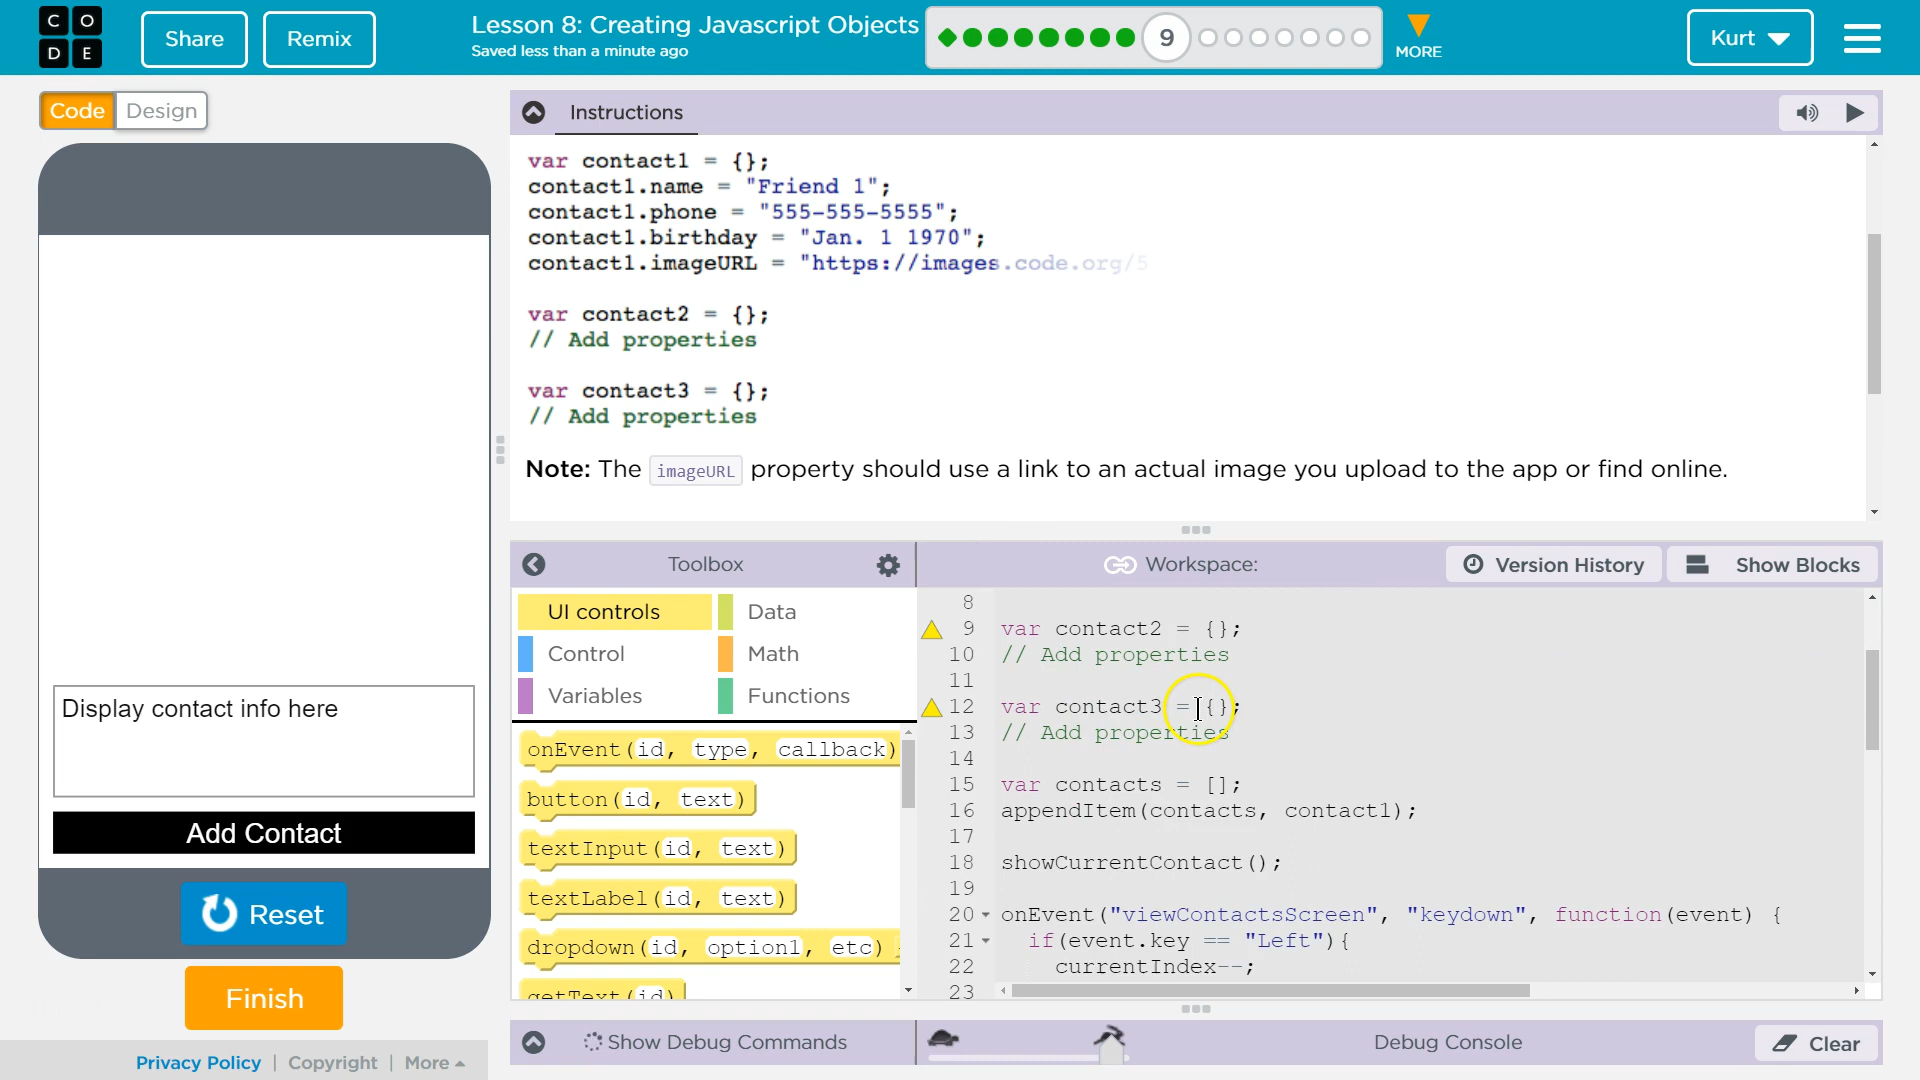 CODE
Share
Remix
Lesson 8: Creating Javascript Objects
Saved less than a minute ago
9
MORE
Kurt
Code
Design
Instructions
var contact1 = {};
contact1.name = "Friend 1";
contact1.phone = "555-555-5555";
contact1.birthday = "Jan. 1 1970";
contact1.imageURL = "https://images.code.org/5
var contact2 = {};
// Add properties
var contact3 = {};
// Add properties
Note: The imageURL property should use a link to an actual image you upload to the app or find online.
Display contact info here
Add Contact
Reset
Finish
Privacy Policy | Copyright | More
Toolbox
Workspace:
Version History
Show Blocks
UI controls
Data
Control
Math
Variables
Functions
onEvent(id, type, callback)
button(id, text)
textInput(id, text)
textLabel(id, text)
dropdown(id, option1, etc)
getText(id)
8
9 var contact2 = {};
10 // Add properties
11
12 var contact3 = {};
13 // Add properties
14
15 var contacts = [];
16 appendItem(contacts, contact1);
17
18 showCurrentContact();
19
20 onEvent("viewContactsScreen", "keydown", function(event) {
21 if(event.key == "Left"){
22 currentIndex--;
23
Show Debug Commands
Debug Console
Clear